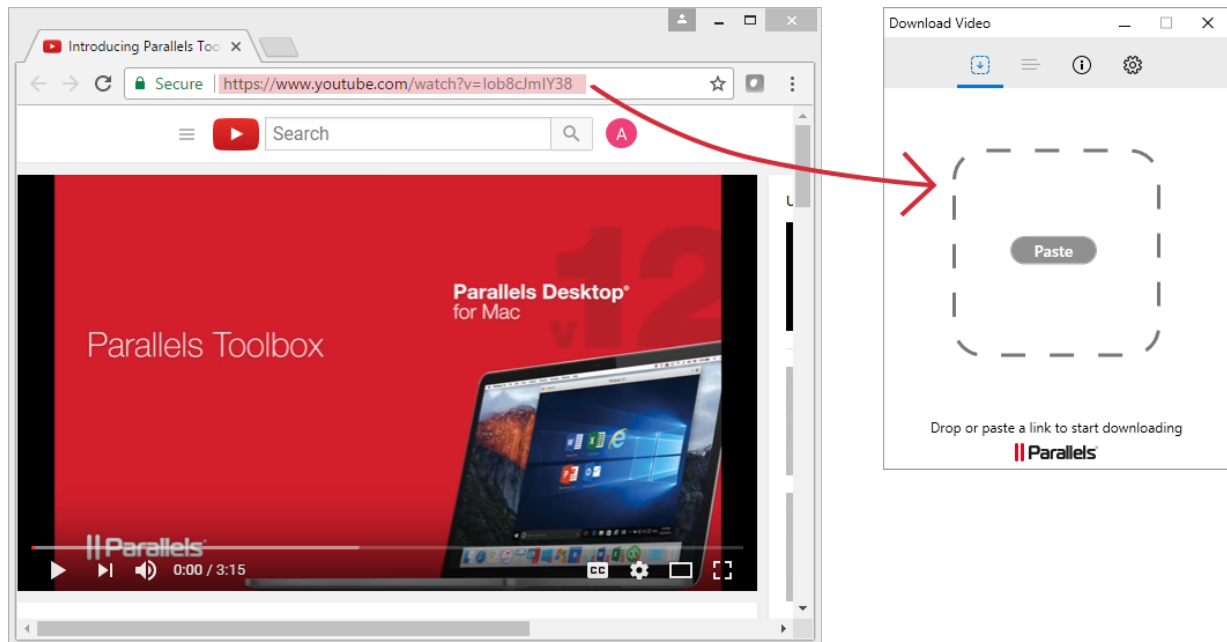 Introducing Parallels Too
Secure
https://www.youtube.com/watch?v=Iob8cJmIY38
Search
A
U
Parallels Desktop®
for Mac
v12
Parallels Toolbox
Parallels®
0:00 / 3:15
CC
Download Video
Paste
Drop or paste a link to start downloading
Parallels®